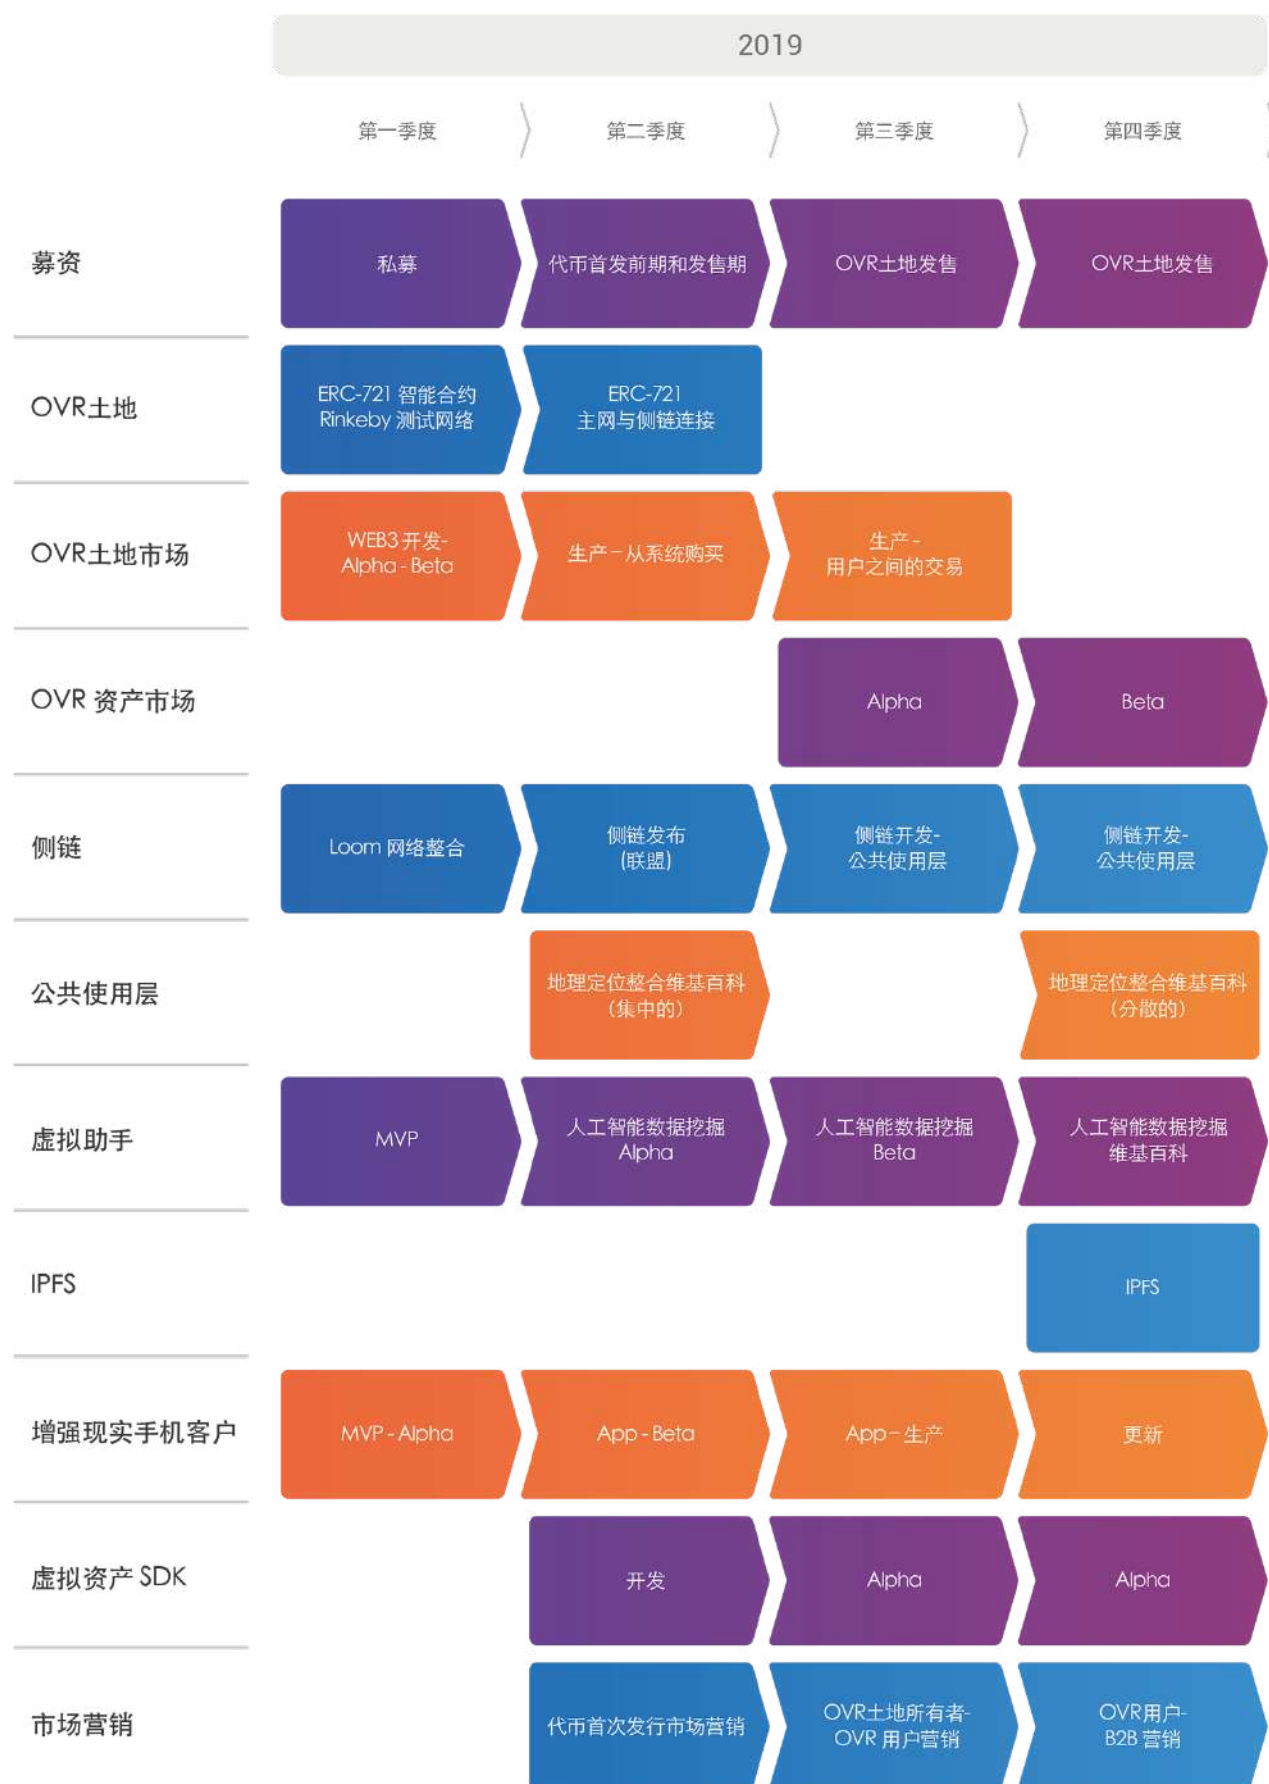 2019
第一季度
第二季度
第三季度
第四季度
募资
私募
代币首发前期和发售期
OVR土地发售
OVR土地发售
OVR土地
ERC-721 智能合约
Rinkeby 测试网络
ERC-721
主网与侧链连接
OVR土地市场
WEB3 开发-
Alpha - Beta
生产 - 从系统购买
生产 -
用户之间的交易
OVR 资产市场
Alpha
Beta
侧链
Loom 网络整合
侧链发布
(联盟)
侧链开发-
公共使用层
侧链开发-
公共使用层
公共使用层
地理定位整合维基百科
（集中的）
地理定位整合维基百科
（分散的）
虚拟助手
MVP
人工智能数据挖掘
Alpha
人工智能数据挖掘
Beta
人工智能数据挖掘
维基百科
IPFS
IPFS
增强现实手机客户
MVP - Alpha
App - Beta
App - 生产
更新
虚拟资产 SDK
开发
Alpha
Alpha
市场营销
代币首次发行市场营销
OVR土地所有者-
OVR 用户营销
OVR用户-
B2B 营销